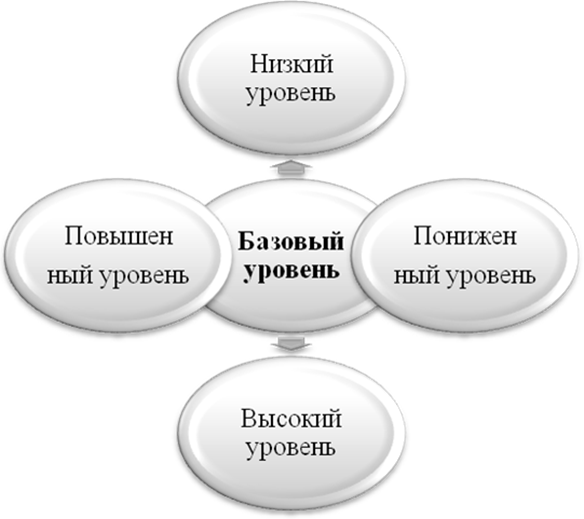 Низкий
уровень
Повышен
ный уровень
Базовый
уровень
Понижен
ный уровень
Высокий
уровень